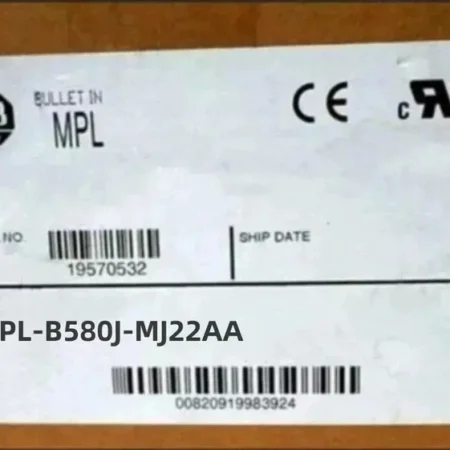 BULLETIN
MPL
CE
c
NO.
19570532
SHIP DATE
PL-B580J-MJ22AA
00820919983924